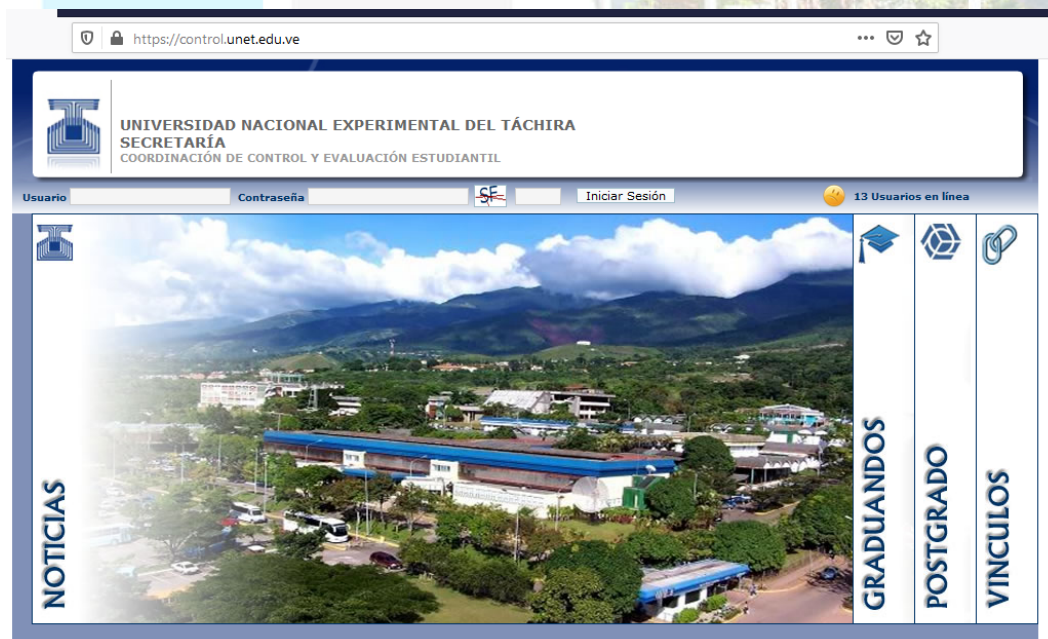 https://control.unet.edu.ve
UNIVERSIDAD NACIONAL EXPERIMENTAL DEL TÁCHIRA
SECRETARÍA
COORDINACIÓN DE CONTROL Y EVALUACIÓN ESTUDIANTIL
Usuario Contraseña SF Iniciar Sesión 13 Usuarios en línea
NOTICIAS
GRADUANDOS
POSTGRADO
VINCULOS